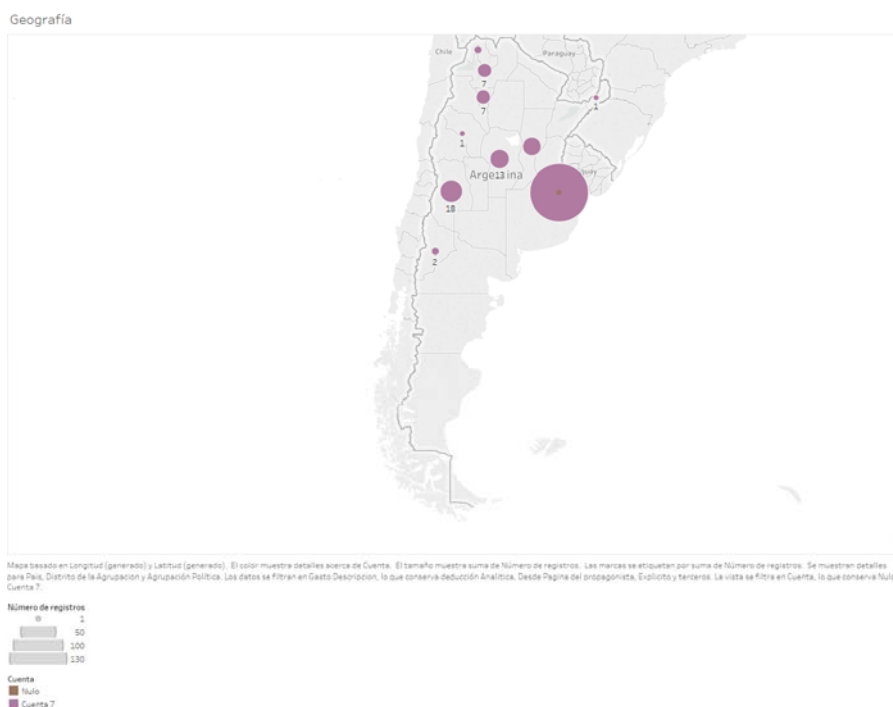 Geografía
Chile
Paraguay
7
1
7
1
Argentina
13
18
2
Mapa basado en Longitud (generado) y Latitud (generado). El color muestra detalles acerca de Cuenta. El tamaño muestra suma de Número de registros. Las marcas se etiquetan por suma de Número de registros. Se muestran detalles
para País, Distrito de la Agrupacion y Agrupación Política. Los datos se filtran en Gasto Descripcion, lo que conserva deducción Analitica, Desde Pagina del propagonista, Explicito y terceros. La vista se filtra en Cuenta, lo que conserva Nulo
Cuenta 7.
Número de registros
1
50
100
130
Cuenta
Nulo
Cuenta 7